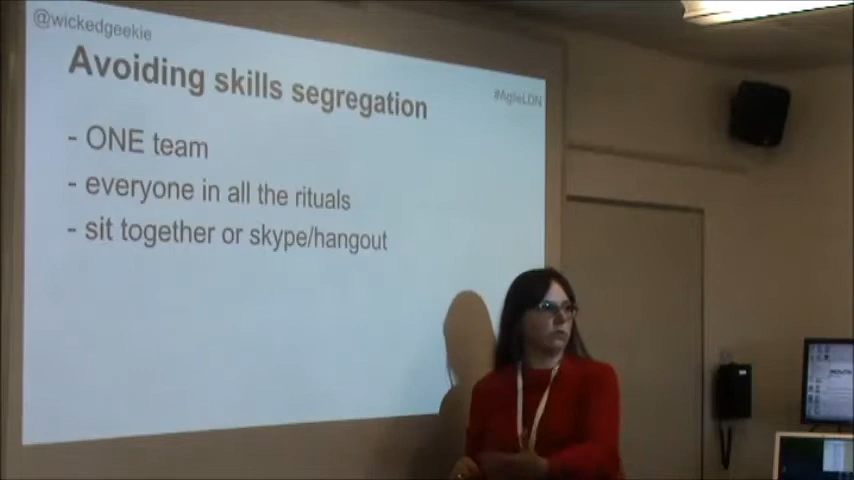 @wickedgeekie
Avoiding skills segregation
#AgileLDN
- ONE team
- everyone in all the rituals
- sit together or skype/hangout